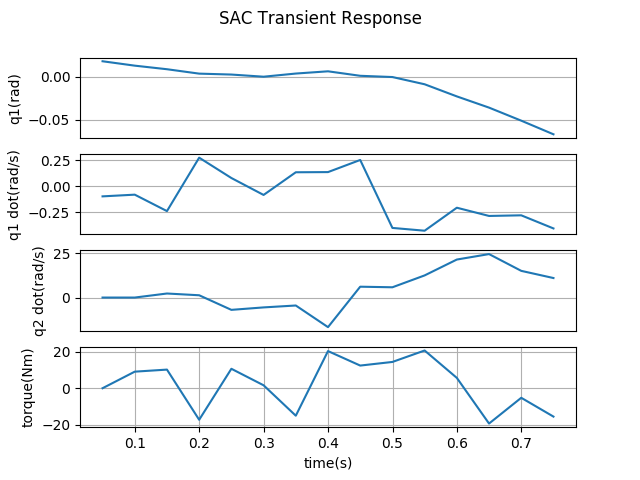 SAC Transient Response
0.00
−0.05
q1(rad)
0.25
0.00
−0.25
q1 dot(rad/s)
25
0
q2 dot(rad/s)
20
0
−20
torque(Nm)
0.1 0.2 0.3 0.4 0.5 0.6 0.7
time(s)